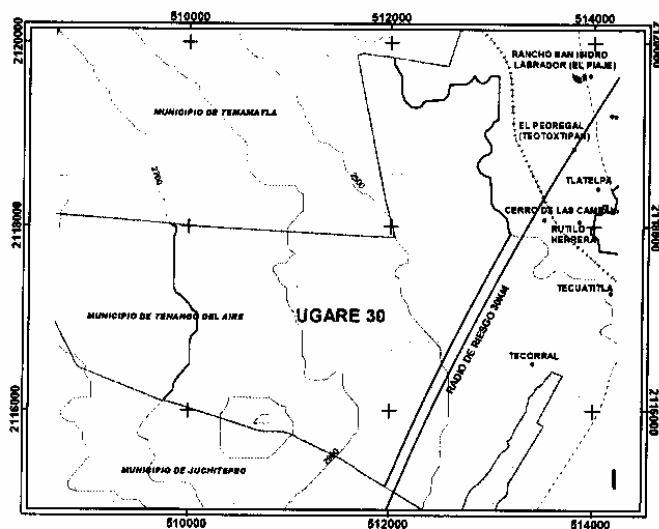 510000
512000
514000
2120000
2120000
RANCHO SAN ISIDRO
LABRADOR (EL PIAJE)
MUNICIPIO DE TEMAMATLA
EL PEDREGAL
(TEOTOXTIPAN)
2700
2500
TLATELPA
CERRO DE LAS
RUTILO
HERRERA
2118000
2118000
TECUATITLA
MUNICIPIO DE TENANGO DEL AIRE
UGARE 30
RADIO DE RIESGO 30KM
TECORRAL
2116000
2116000
MUNICIPIO DE JUCHITEPEC
510000
512000
514000